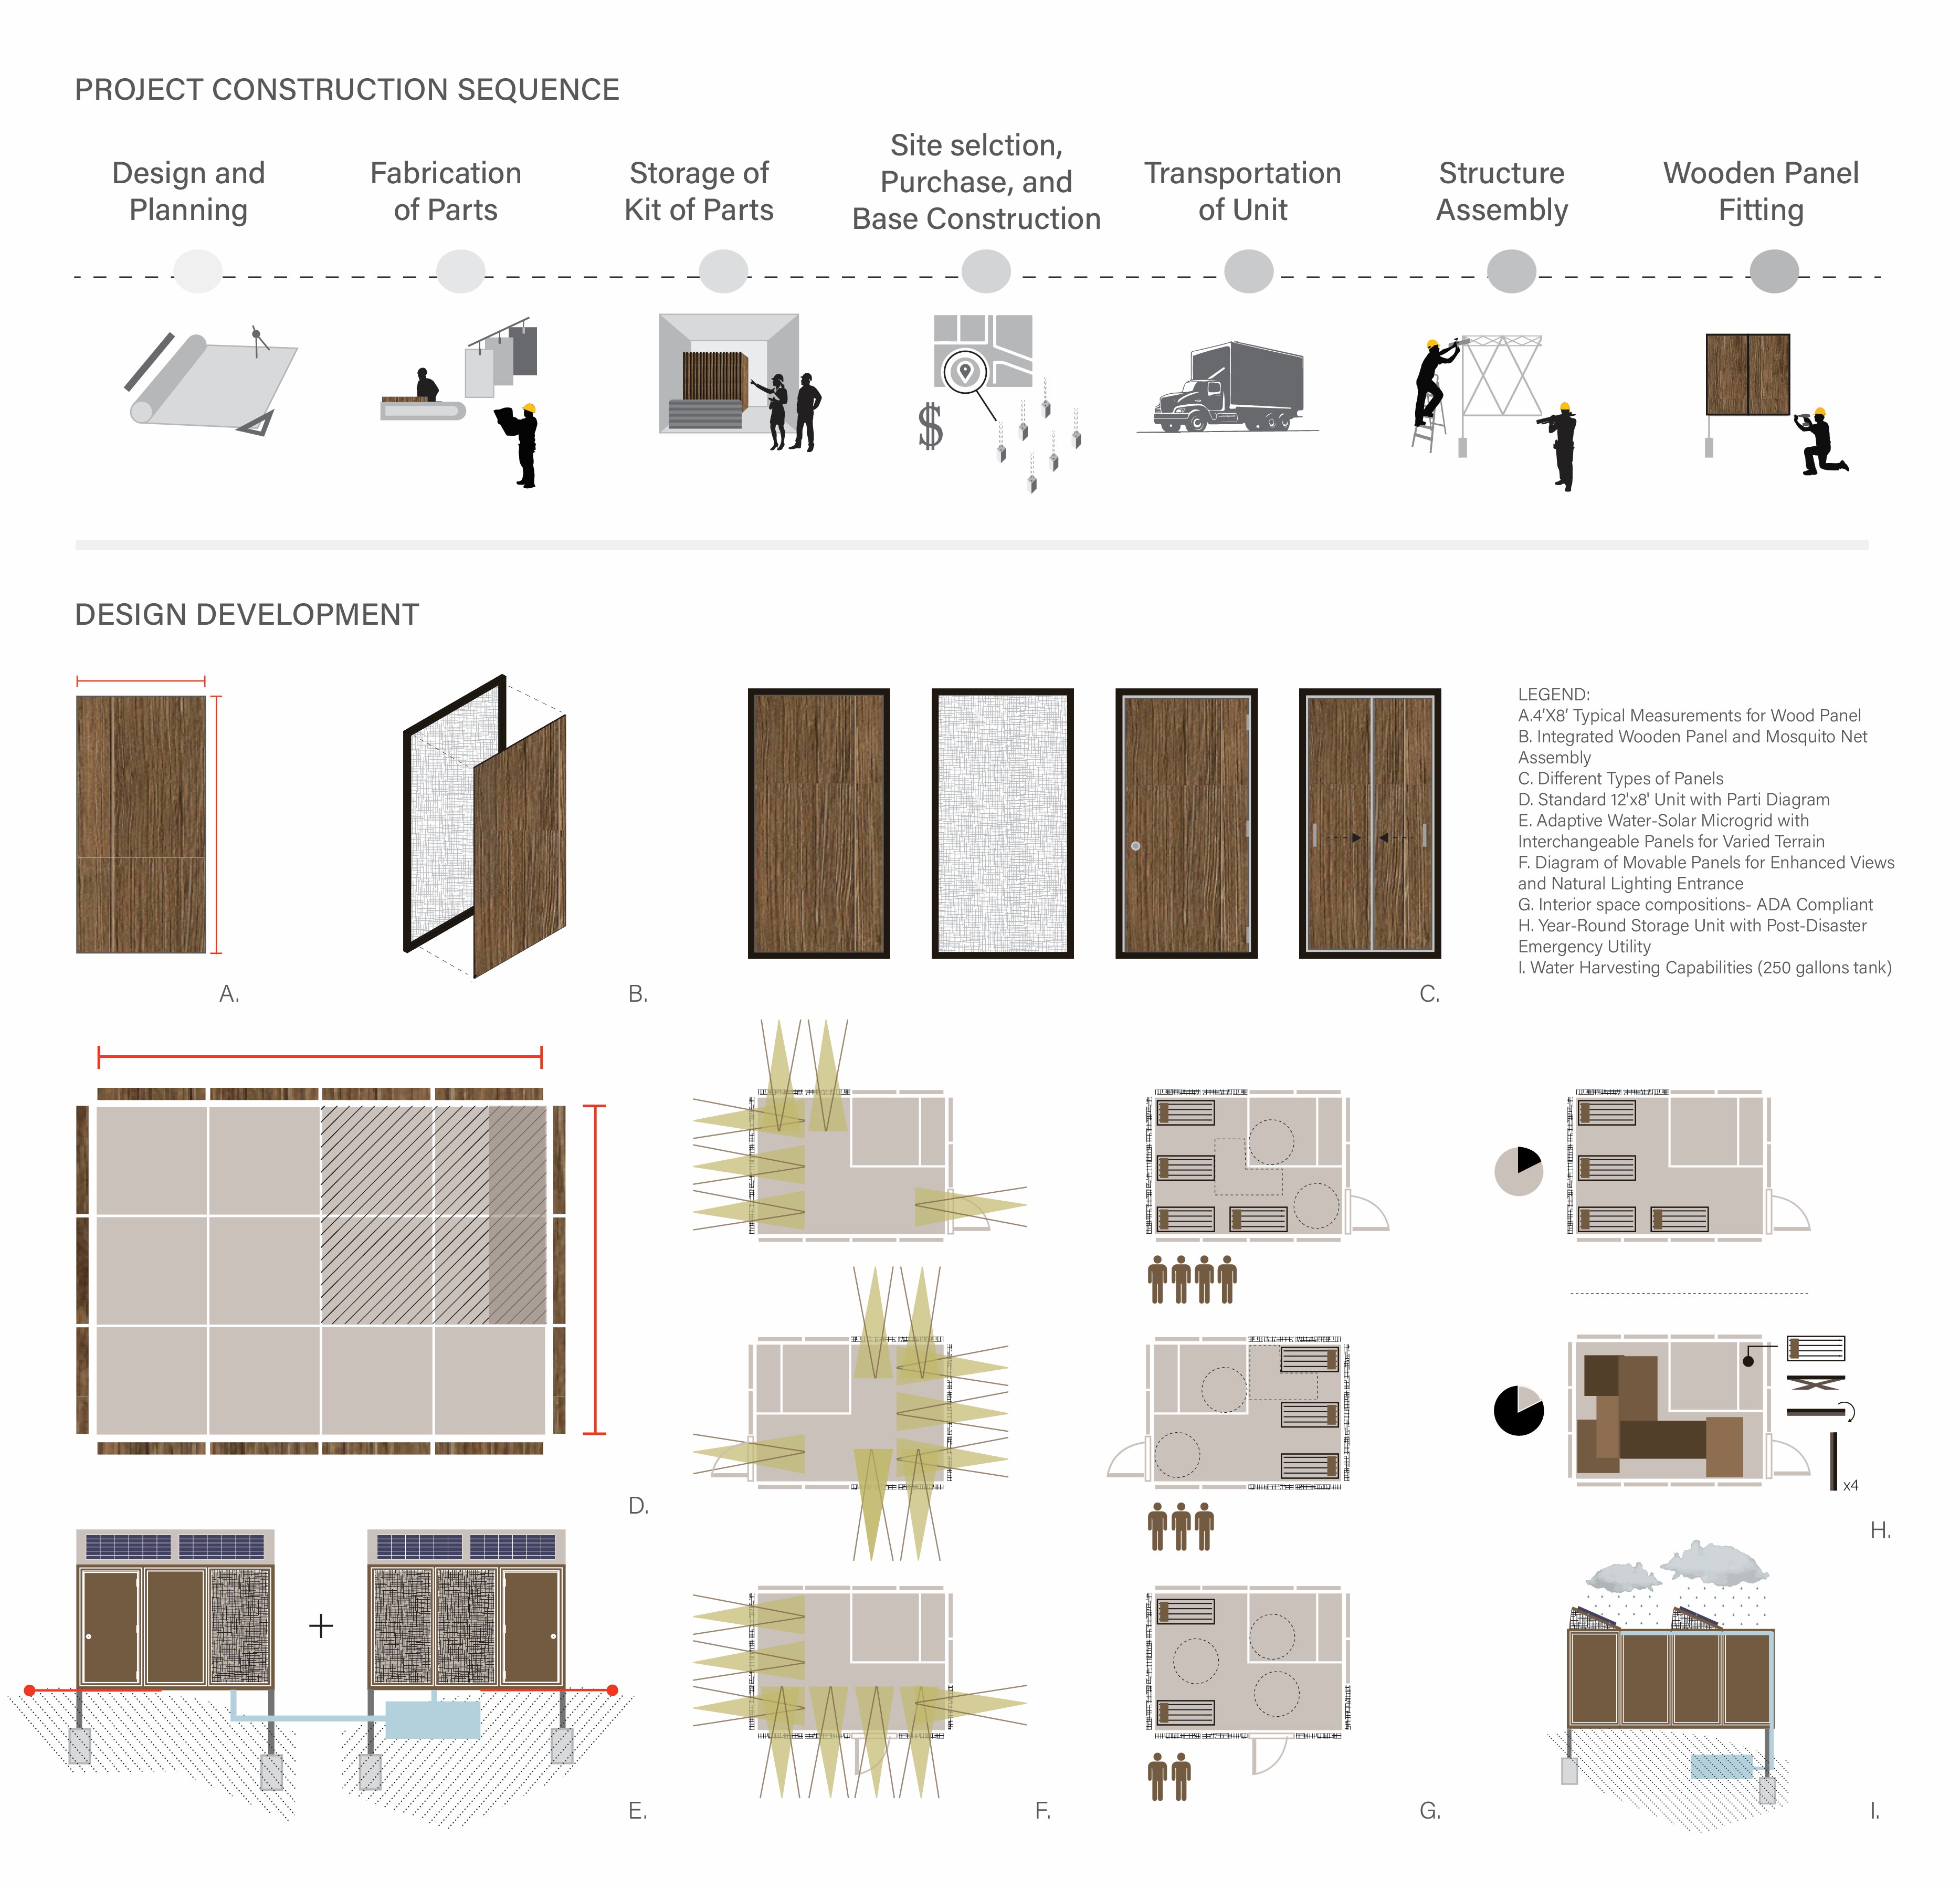 PROJECT CONSTRUCTION SEQUENCE
Design and
Planning
Fabrication
of Parts
Storage of
Kit of Parts
Site selction,
Purchase, and
Base Construction
Transportation
of Unit
Structure
Assembly
Wooden Panel
Fitting
$
DESIGN DEVELOPMENT
LEGEND:
A.4'X8' Typical Measurements for Wood Panel
B. Integrated Wooden Panel and Mosquito Net
Assembly
C. Different Types of Panels
D. Standard 12'x8' Unit with Parti Diagram
E. Adaptive Water-Solar Microgrid with
Interchangeable Panels for Varied Terrain
F. Diagram of Movable Panels for Enhanced Views
and Natural Lighting Entrance
G. Interior space compositions- ADA Compliant
H. Year-Round Storage Unit with Post-Disaster
Emergency Utility
I. Water Harvesting Capabilities (250 gallons tank)
A.
B.
C.
D.
x4
H.
+
E.
F.
G.
I.